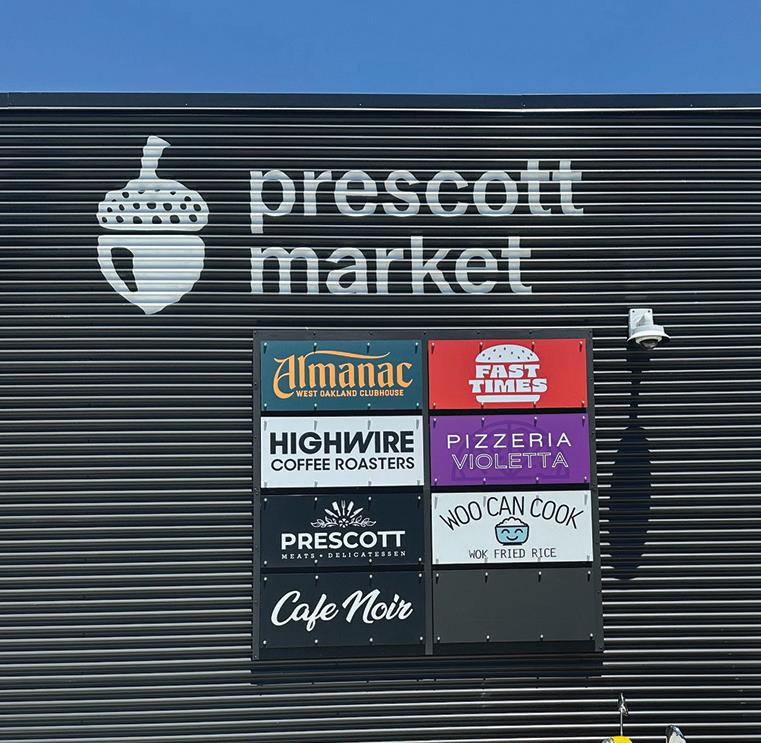 prescott
market
Almanac
WEST OAKLAND CLUBHOUSE
FAST
TIMES
HIGHWIRE
COFFEE ROASTERS
PIZZERIA
VIOLETTA
PRESCOTT
MEATS • DELICATESSEN
WOO CAN COOK
WOK FRIED RICE
Cafe Noir